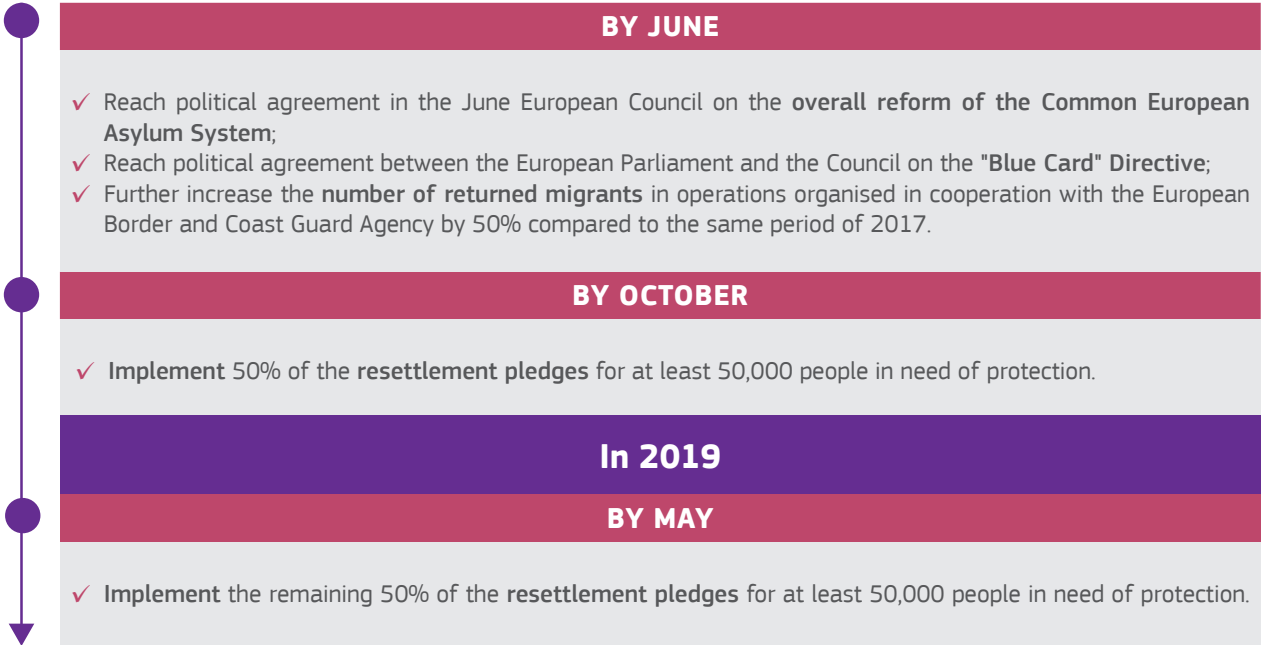 BY JUNE
✓ Reach political agreement in the June European Council on the overall reform of the Common European
Asylum System;
✓ Reach political agreement between the European Parliament and the Council on the "Blue Card" Directive;
✓ Further increase the number of returned migrants in operations organised in cooperation with the European
Border and Coast Guard Agency by 50% compared to the same period of 2017.
BY OCTOBER
✓ Implement 50% of the resettlement pledges for at least 50,000 people in need of protection.
In 2019
BY MAY
✓ Implement the remaining 50% of the resettlement pledges for at least 50,000 people in need of protection.